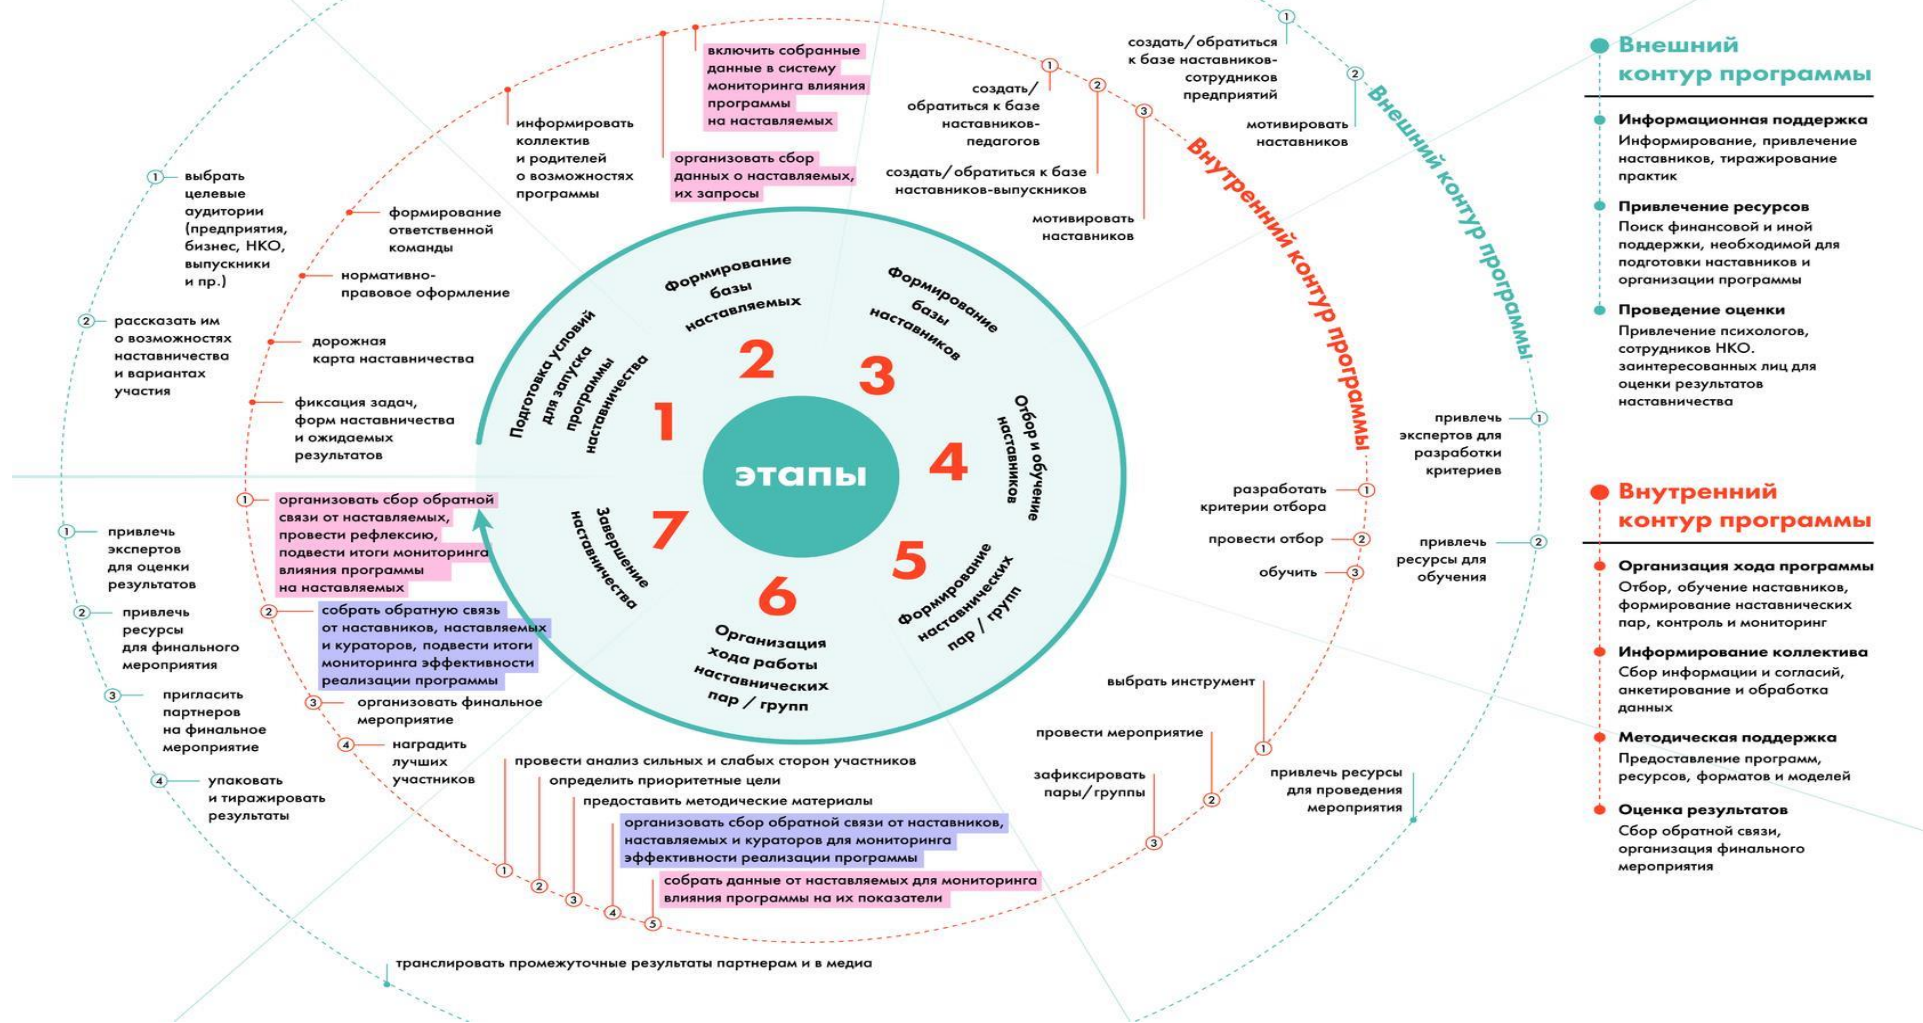 включить собранные
данные в систему
мониторинга влияния
программы
на наставляемых
организовать сбор
данных о наставляемых,
их запросы
информировать
коллектив
и родителей
о возможностях
программы
1
создать/
обратиться к базе
наставников-
педагогов
2
создать/обратиться к базе
наставников-выпускников
3
мотивировать
наставников
1
создать/обратиться
к базе наставников-
сотрудников
предприятий
2
мотивировать
наставников
Внутренний контур программы
Внешний контур программы
1
выбрать
целевые
аудитории
(предприятия,
бизнес, НКО,
выпускники
и пр.)
2
рассказать им
о возможностях
наставничества
и вариантах
участия
формирование
ответственной
команды
нормативно-
правовое оформление
дорожная
карта наставничества
фиксация задач,
форм наставничества
и ожидаемых
результатов
этапы
1
Подготовка условий
для запуска
программы
наставничества
2
Формирование
базы
наставляемых
3
Формирование
базы
наставников
4
Отбор и обучение
наставников
5
Формирование
наставнических
пар / групп
6
Организация
хода работы
наставнических
пар / групп
7
Завершение
наставничества
1
привлечь
экспертов для
разработки
критериев
2
привлечь
ресурсы для
обучения
1
разработать
критерии отбора
2
провести отбор
3
обучить
1
выбрать инструмент
2
провести мероприятие
3
зафиксировать
пары/группы
привлечь ресурсы
для проведения
мероприятия
1
организовать сбор обратной
связи от наставляемых,
провести рефлексию,
подвести итоги мониторинга
влияния программы
на наставляемых
2
собрать обратную связь
от наставников, наставляемых
и кураторов, подвести итоги
мониторинга эффективности
реализации программы
3
организовать финальное
мероприятие
4
наградить
лучших
участников
1
привлечь
экспертов
для оценки
результатов
2
привлечь
ресурсы
для финального
мероприятия
3
пригласить
партнеров
на финальное
мероприятие
4
упаковать
и тиражировать
результаты
провести анализ сильных и слабых сторон участников
определить приоритетные цели
предоставить методические материалы
организовать сбор обратной связи от наставников,
наставляемых и кураторов для мониторинга
эффективности реализации программы
собрать данные от наставляемых для мониторинга
влияния программы на их показатели
1
2
3
4
5
транслировать промежуточные результаты партнерам и в медиа
Внешний
контур программы
Информационная поддержка
Информирование, привлечение
наставников, тиражирование
практик
Привлечение ресурсов
Поиск финансовой и иной
поддержки, необходимой для
подготовки наставников и
организации программы
Проведение оценки
Привлечение психологов,
сотрудников НКО.
заинтересованных лиц для
оценки результатов
наставничества
Внутренний
контур программы
Организация хода программы
Отбор, обучение наставников,
формирование наставнических
пар, контроль и мониторинг
Информирование коллектива
Сбор информации и согласий,
анкетирование и обработка
данных
Методическая поддержка
Предоставление программ,
ресурсов, форматов и моделей
Оценка результатов
Сбор обратной связи,
организация финального
мероприятия